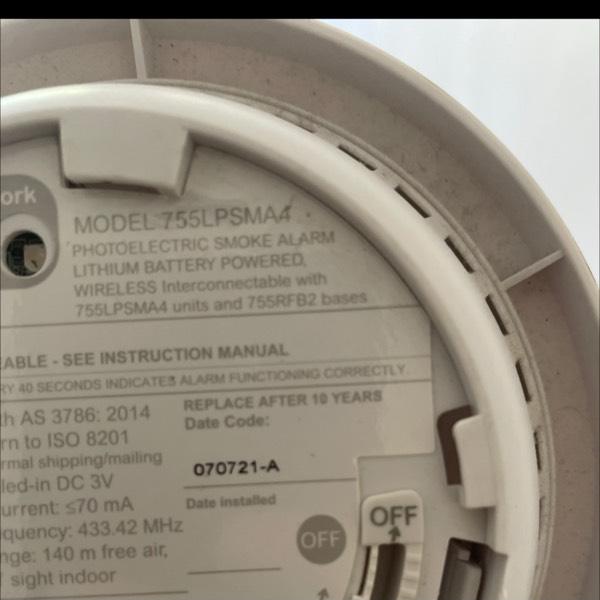 ork
MODEL 755LPSMA4
PHOTOELECTRIC SMOKE ALARM
LITHIUM BATTERY POWERED,
WIRELESS Interconnectable with
755LPSMA4 units and 755RFB2 bases
EABLE - SEE INSTRUCTION MANUAL
RY 40 SECONDS INDICATES ALARM FUNCTIONING CORRECTLY.
th AS 3786: 2014
rn to ISO 8201
rmal shipping/mailing
led-in DC 3V
urrent: ≤70 mA
quency: 433.42 MHz
nge: 140 m free air,
sight indoor
REPLACE AFTER 10 YEARS
Date Code:
070721-A
Date installed
OFF
OFF